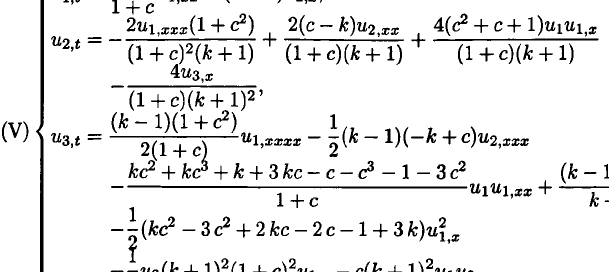 1 + c
u_{2,t} = -\frac{2u_{1,xxx}(1+c^2)}{(1+c)^2(k+1)} + \frac{2(c-k)u_{2,xx}}{(1+c)(k+1)} + \frac{4(c^2+c+1)u_1u_{1,x}}{(1+c)(k+1)}
-\frac{4u_{3,x}}{(1+c)(k+1)^2},
(V) u_{3,t} = \frac{(k-1)(1+c^2)}{2(1+c)}u_{1,xxxx} - \frac{1}{2}(k-1)(-k+c)u_{2,xxx}
-\frac{kc^2+kc^3+k+3kc-c-c^3-1-3c^2}{1+c}u_1u_{1,xx} + \frac{(k-1}{k-}
-\frac{1}{2}(kc^2-3c^2+2kc-2c-1+3k)u_{1,x}^2